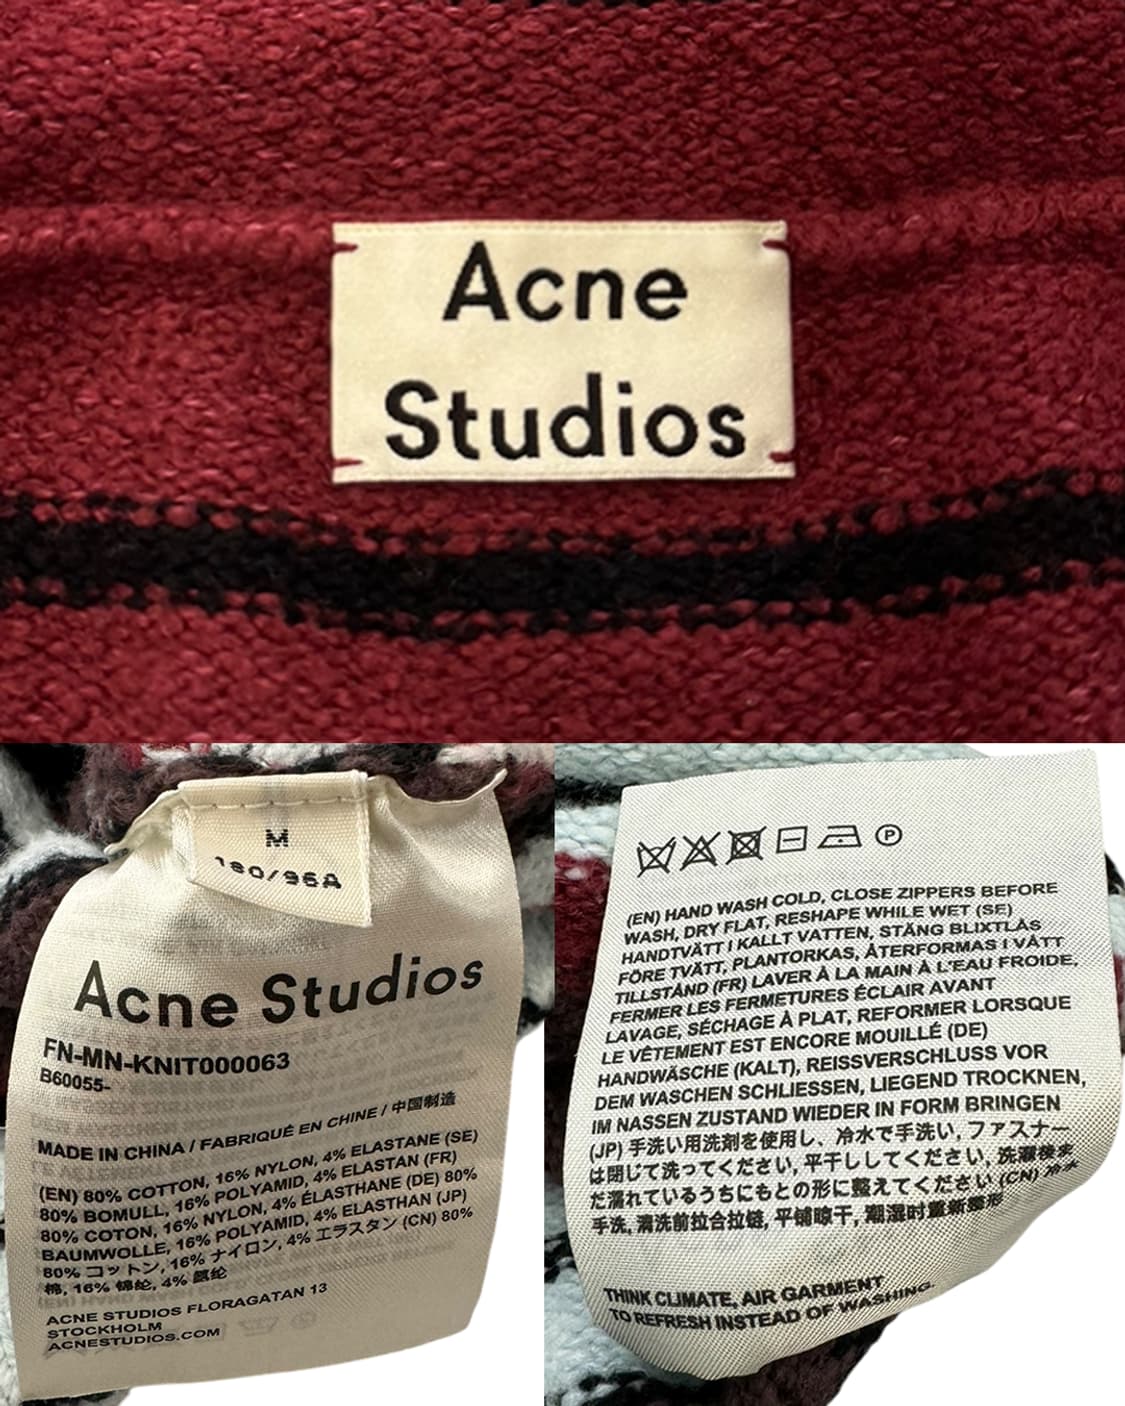 Acne
Studios
M
180/96A
Acne Studios
FN-MN-KNIT000063
B60055-
MADE IN CHINA / FABRIQUÉ EN CHINE / 中国制造
(EN) 80% COTTON, 16% NYLON, 4% ELASTANE (SE)
80% BOMULL, 16% POLYAMID, 4% ELASTAN (FR)
80% COTON, 16% NYLON, 4% ÉLASTHANE (DE) 80%
BAUMWOLLE, 16% POLYAMID, 4% ELASTHAN (JP)
80% コットン, 16% ナイロン, 4% エラスタン (CN) 80%
棉, 16% 锦纶, 4% 氨纶
ACNE STUDIOS FLORAGATAN 13
STOCKHOLM
ACNESTUDIOS.COM
P
(EN) HAND WASH COLD, CLOSE ZIPPERS BEFORE
WASH, DRY FLAT, RESHAPE WHILE WET (SE)
HANDTVÄTT I KALLT VATTEN, STÄNG BLIXTLÅS
FÖRE TVÄTT, PLANTORKAS, ÅTERFORMAS I VÅTT
TILLSTÅND (FR) LAVER À LA MAIN À L'EAU FROIDE,
FERMER LES FERMETURES ÉCLAIR AVANT
LAVAGE, SÉCHAGE À PLAT, REFORMER LORSQUE
LE VÊTEMENT EST ENCORE MOUILLÉ (DE)
HANDWÄSCHE (KALT), REISSVERSCHLUSS VOR
DEM WASCHEN SCHLIESSEN, LIEGEND TROCKNEN,
IM NASSEN ZUSTAND WIEDER IN FORM BRINGEN
(JP) 手洗い用洗剤を使用し、冷水で手洗い, ファスナー
は閉じて洗ってください, 平干ししてください, 洗濯後ま
だ濡れているうちにもとの形に整えてください (CN) 冷水
手洗, 清洗前拉合拉链, 平铺晾干, 潮湿时重新整形
THINK CLIMATE, AIR GARMENT
TO REFRESH INSTEAD OF WASHING.